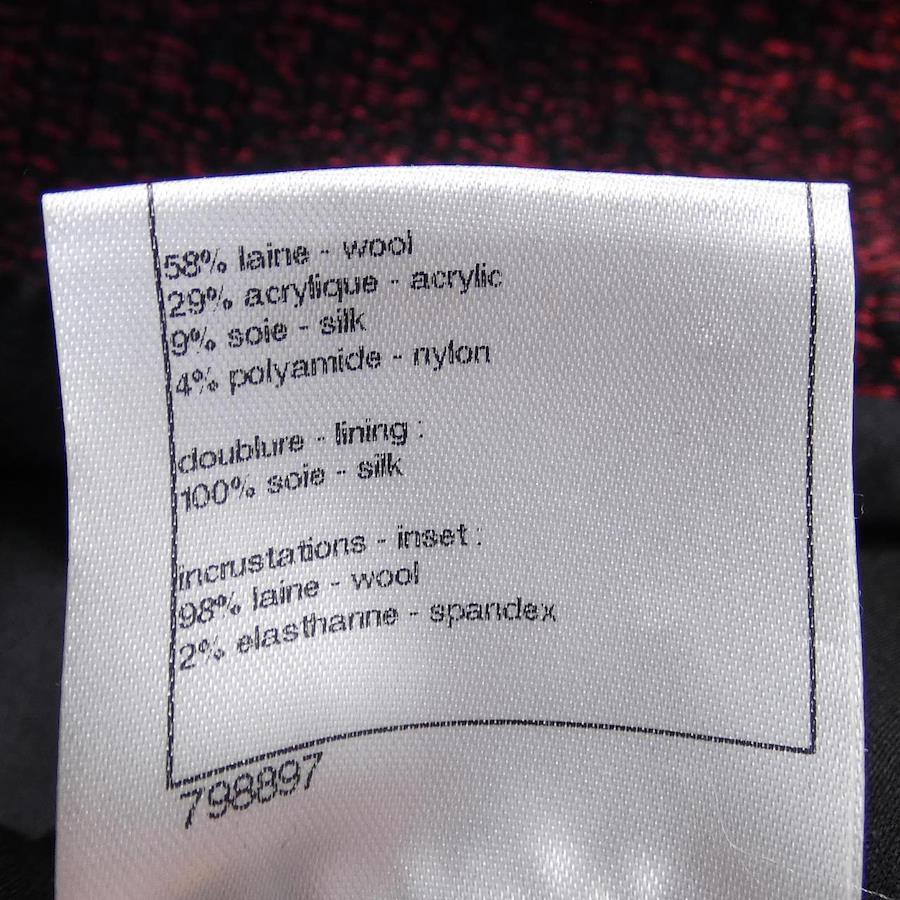 58% laine - wool
29% acrylique - acrylic
9% soie - silk
4% polyamide - nylon
doublure - lining :
100% soie - silk
incrustations - inset :
98% laine - wool
2% elasthanne - spandex
798897